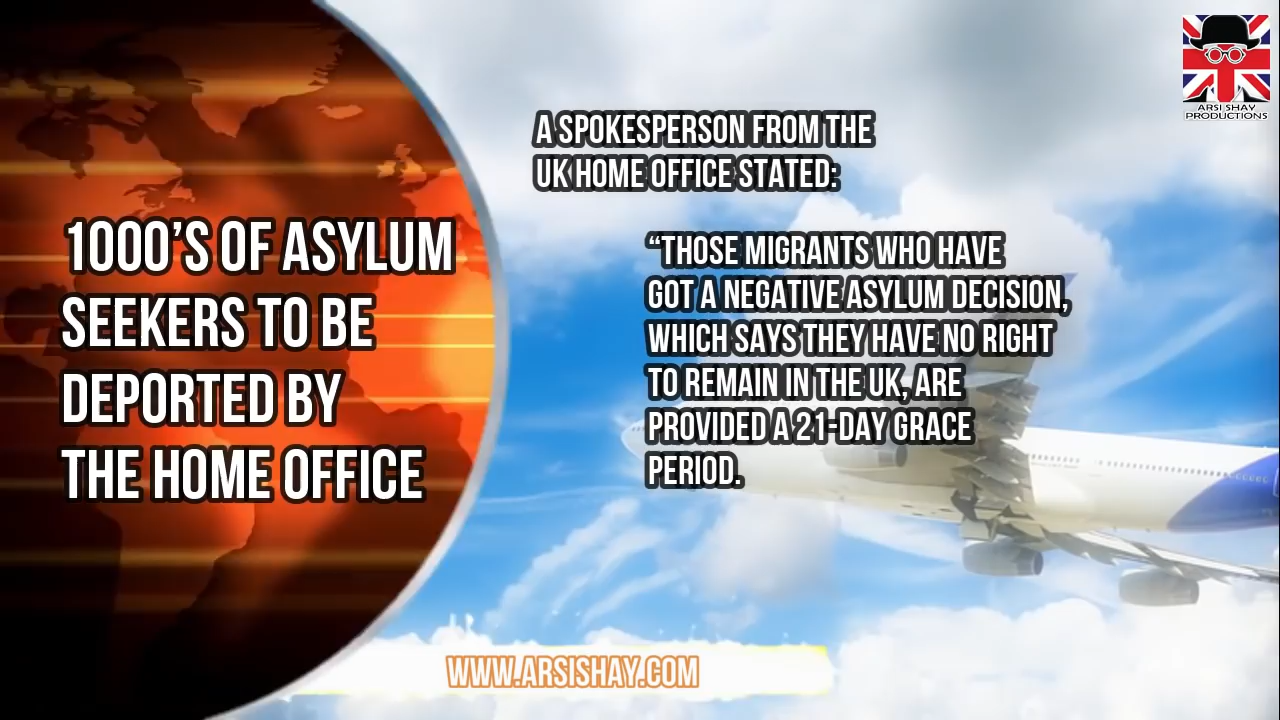 ARSI SHAY
PRODUCTIONS
A SPOKESPERSON FROM THE
UK HOME OFFICE STATED:
1000'S OF ASYLUM
SEEKERS TO BE
DEPORTED BY
THE HOME OFFICE
“THOSE MIGRANTS WHO HAVE
GOT A NEGATIVE ASYLUM DECISION,
WHICH SAYS THEY HAVE NO RIGHT
TO REMAIN IN THE UK, ARE
PROVIDED A 21-DAY GRACE
PERIOD.
WWW.ARSISHAY.COM